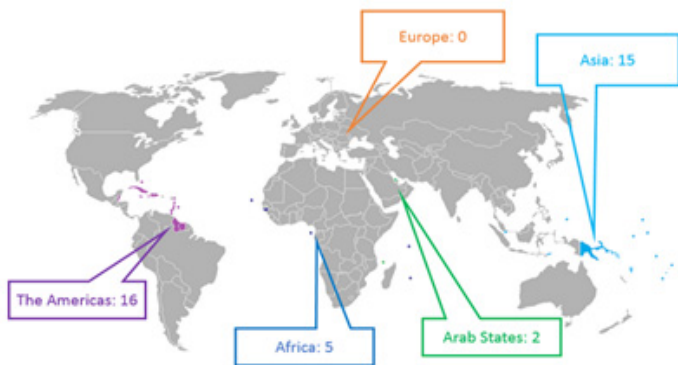 Europe: 0
Asia: 15
The Americas: 16
Africa: 5
Arab States: 2